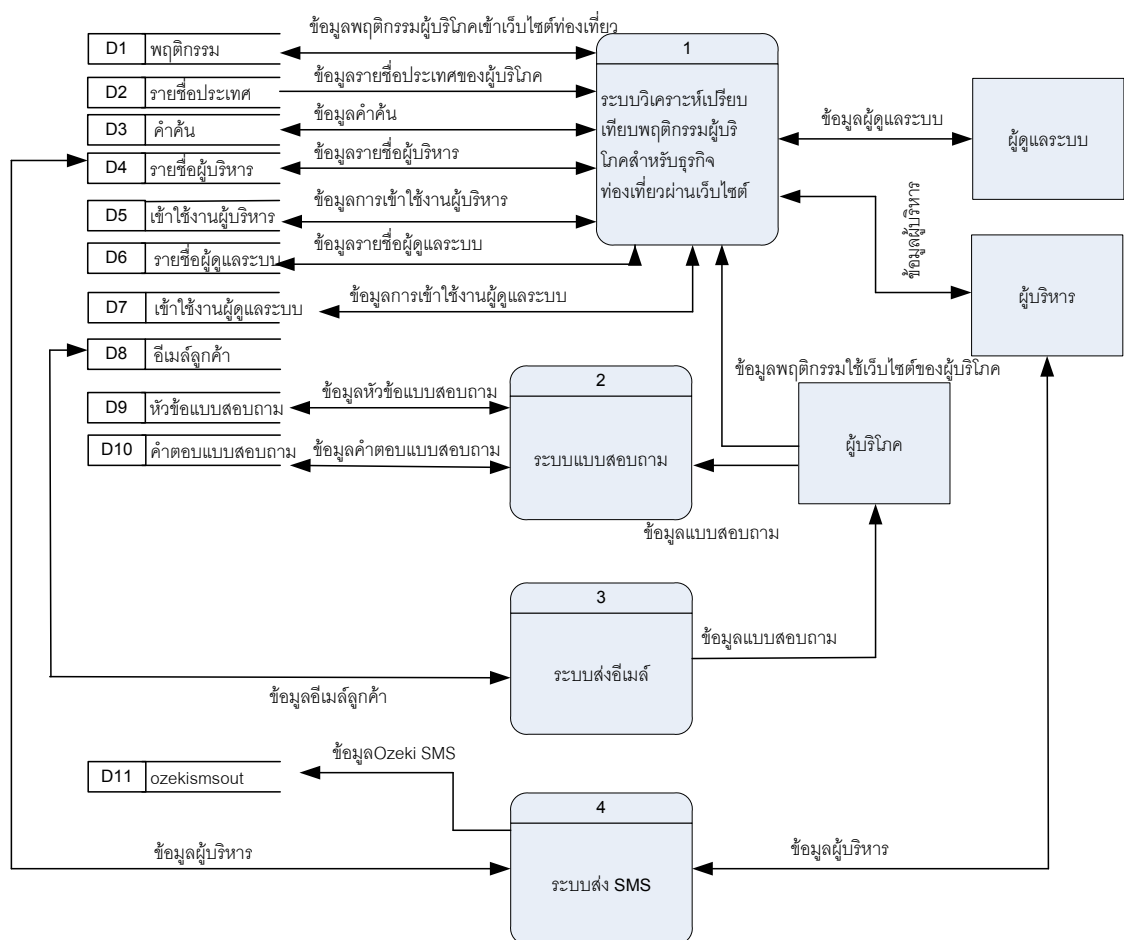 ข้อมูลพฤติกรรมผู้บริโภคเข้าเว็บไซต์ท่องเที่ยว
D1 พฤติกรรม
1
ข้อมูลรายชื่อประเทศของผู้บริโภค
D2 รายชื่อประเทศ
ระบบวิเคราะห์เปรียบ
เทียบพฤติกรรมผู้บริ
โภคสำหรับธุรกิจ
ท่องเที่ยวผ่านเว็บไซต์
ข้อมูลคำค้น
D3 คำค้น
ข้อมูลผู้ดูแลระบบ
ผู้ดูแลระบบ
ข้อมูลรายชื่อผู้บริหาร
D4 รายชื่อผู้บริหาร
ข้อมูลการเข้าใช้งานผู้บริหาร
D5 เข้าใช้งานผู้บริหาร
ข้อมูลผู้บริหาร
ข้อมูลรายชื่อผู้ดูแลระบบ
D6 รายชื่อผู้ดูแลระบบ
ข้อมูลการเข้าใช้งานผู้ดูแลระบบ
D7 เข้าใช้งานผู้ดูแลระบบ
ผู้บริหาร
D8 อีเมล์ลูกค้า
ข้อมูลพฤติกรรมใช้เว็บไซต์ของผู้บริโภค
2
ข้อมูลหัวข้อแบบสอบถาม
D9 หัวข้อแบบสอบถาม
ข้อมูลคำตอบแบบสอบถาม
D10 คำตอบแบบสอบถาม
ระบบแบบสอบถาม
ผู้บริโภค
ข้อมูลแบบสอบถาม
3
ข้อมูลแบบสอบถาม
ระบบส่งอีเมล์
ข้อมูลอีเมล์ลูกค้า
ข้อมูลOzeki SMS
D11 ozekismsout
4
ข้อมูลผู้บริหาร
ข้อมูลผู้บริหาร
ระบบส่ง SMS